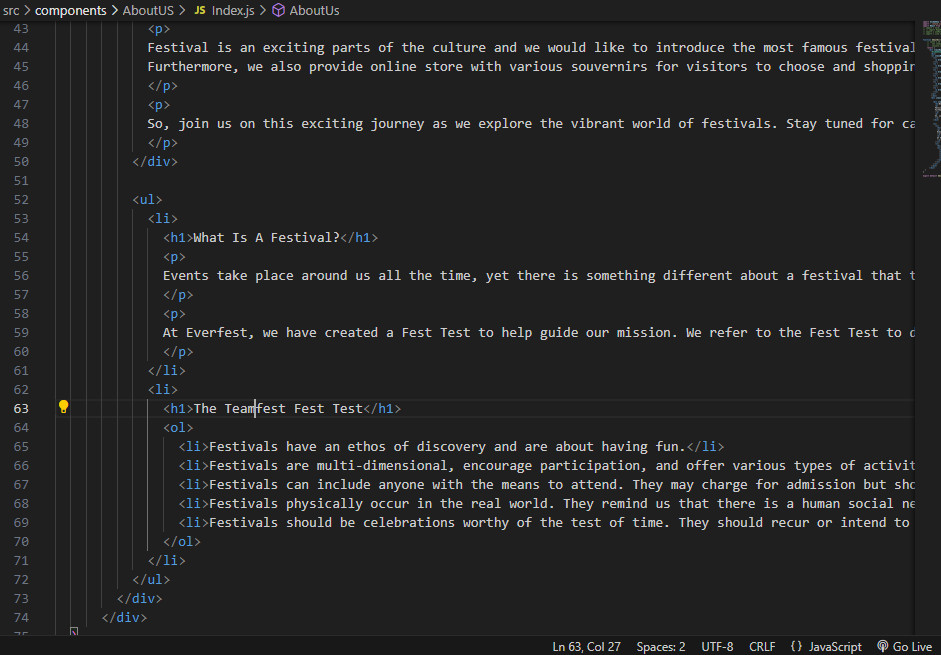 src > components > AboutUS > JS Index.js > AboutUs
43 <p>
44 Festival is an exciting parts of the culture and we would like to introduce the most famous festival
45 Furthermore, we also provide online store with various souvernirs for visitors to choose and shoppin
46 </p>
47 <p>
48 So, join us on this exciting journey as we explore the vibrant world of festivals. Stay tuned for ca
49 </p>
50 </div>
51
52 <ul>
53 <li>
54 <h1>What Is A Festival?</h1>
55 <p>
56 Events take place around us all the time, yet there is something different about a festival that t
57 </p>
58 <p>
59 At Everfest, we have created a Fest Test to help guide our mission. We refer to the Fest Test to d
60 </p>
61 </li>
62 <li>
63 <h1>The Teamfest Fest Test</h1>
64 <ol>
65 <li>Festivals have an ethos of discovery and are about having fun.</li>
66 <li>Festivals are multi-dimensional, encourage participation, and offer various types of activit
67 <li>Festivals can include anyone with the means to attend. They may charge for admission but sho
68 <li>Festivals physically occur in the real world. They remind us that there is a human social ne
69 <li>Festivals should be celebrations worthy of the test of time. They should recur or intend to
70 </ol>
71 </li>
72 </ul>
73 </div>
74 </div>
75 )
Ln 63, Col 27 Spaces: 2 UTF-8 CRLF {} JavaScript Go Live